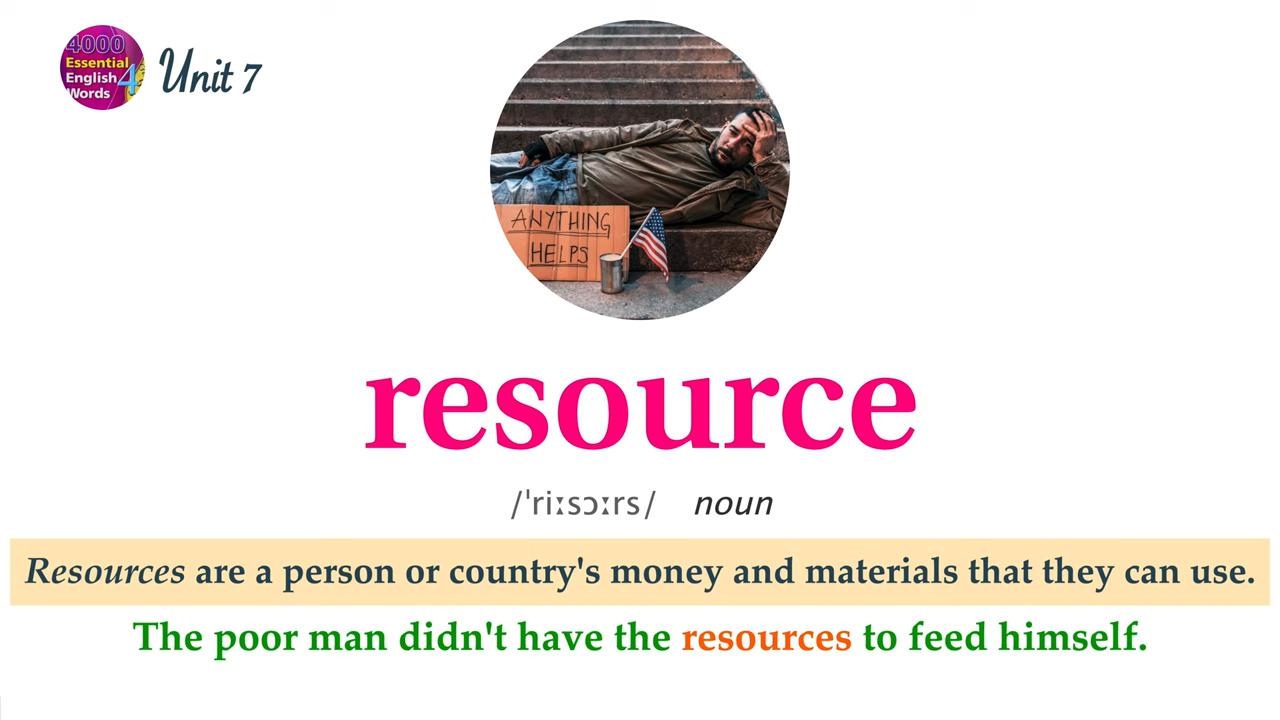 4000
Essential
English 4
Words
Unit 7
ANYTHING
HELPS
resource
/ˈriːsɔːrs/ noun
Resources are a person or country's money and materials that they can use.
The poor man didn't have the resources to feed himself.